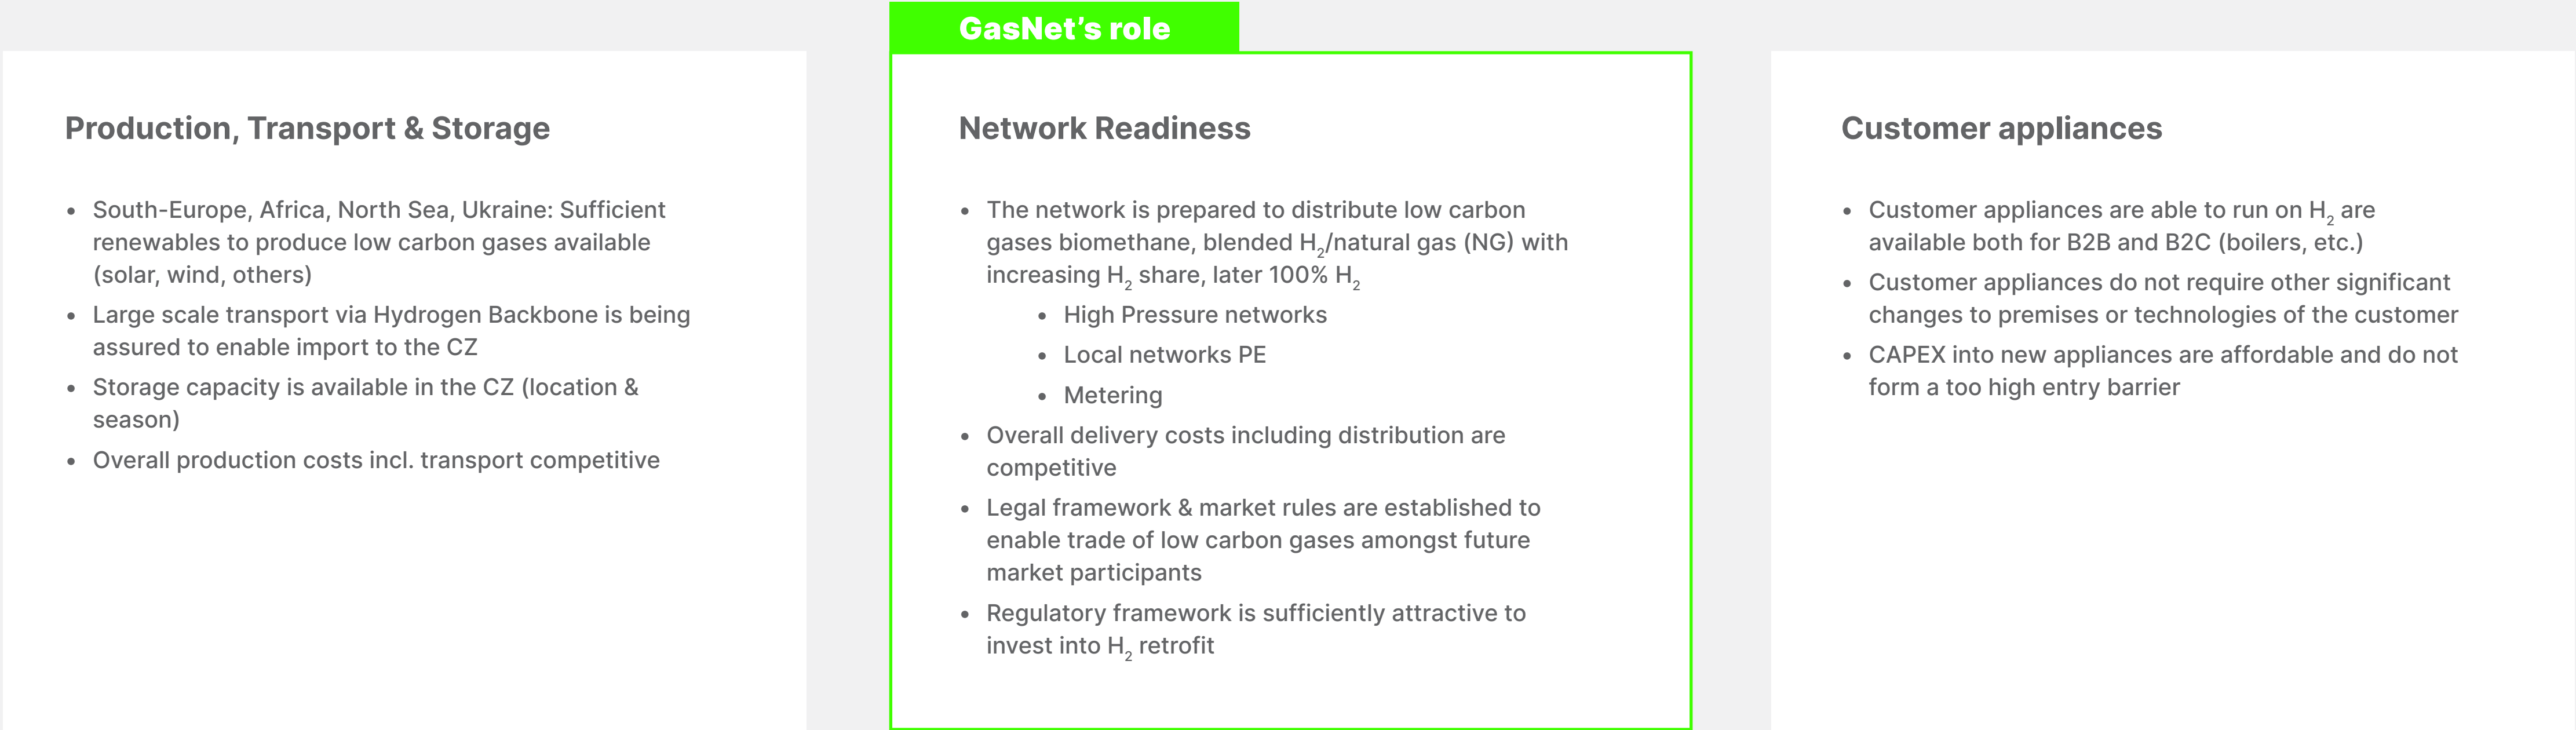 GasNet’s role
Production, Transport & Storage
• South-Europe, Africa, North Sea, Ukraine: Sufficient
renewables to produce low carbon gases available
(solar, wind, others)
• Large scale transport via Hydrogen Backbone is being
assured to enable import to the CZ
• Storage capacity is available in the CZ (location &
season)
• Overall production costs incl. transport competitive
Network Readiness
• The network is prepared to distribute low carbon
gases biomethane, blended H₂/natural gas (NG) with
increasing H₂ share, later 100% H₂
• High Pressure networks
• Local networks PE
• Metering
• Overall delivery costs including distribution are
competitive
• Legal framework & market rules are established to
enable trade of low carbon gases amongst future
market participants
• Regulatory framework is sufficiently attractive to
invest into H₂ retrofit
Customer appliances
• Customer appliances are able to run on H₂ are
available both for B2B and B2C (boilers, etc.)
• Customer appliances do not require other significant
changes to premises or technologies of the customer
• CAPEX into new appliances are affordable and do not
form a too high entry barrier